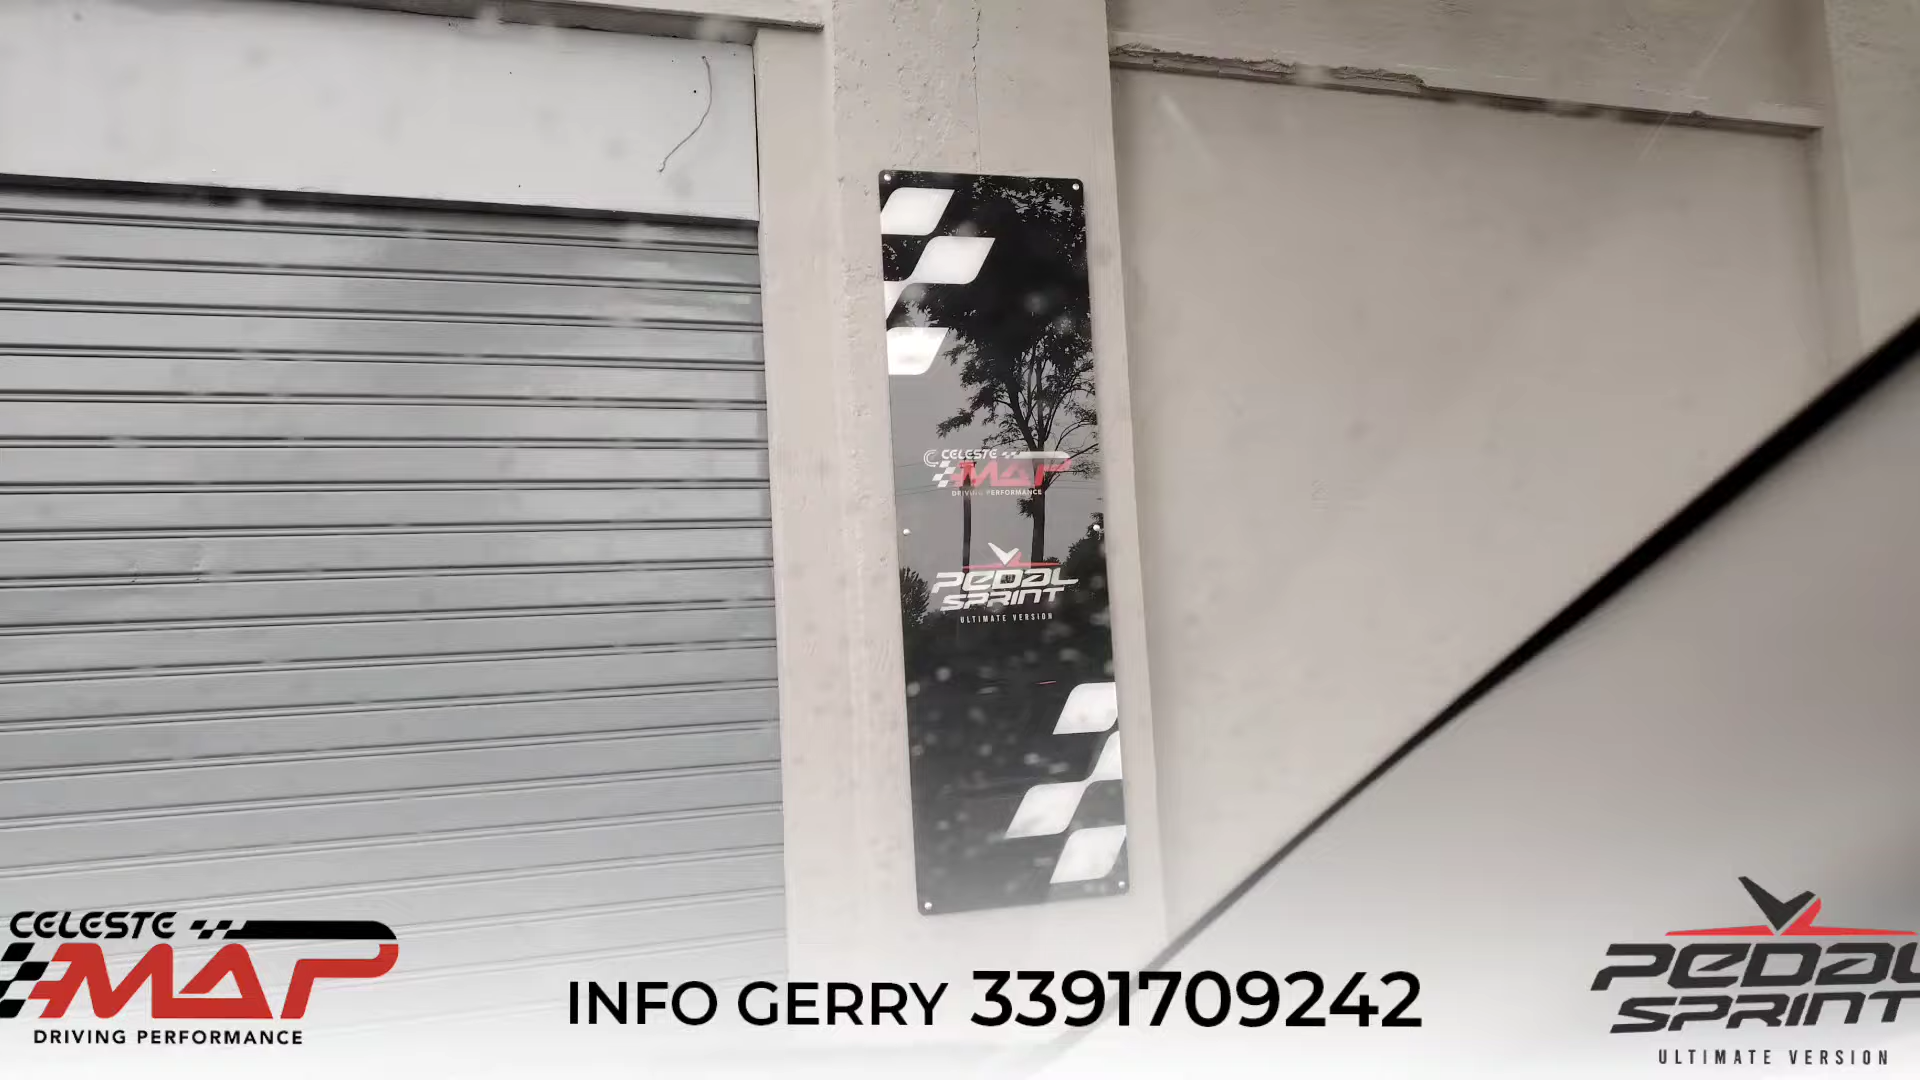 CELESTE
MAP
DRIVING PERFORMANCE
PEDAL
SPRINT
ULTIMATE VERSION
CELESTE
MAP
DRIVING PERFORMANCE
INFO GERRY 3391709242
PEDAL
SPRINT
ULTIMATE VERSION